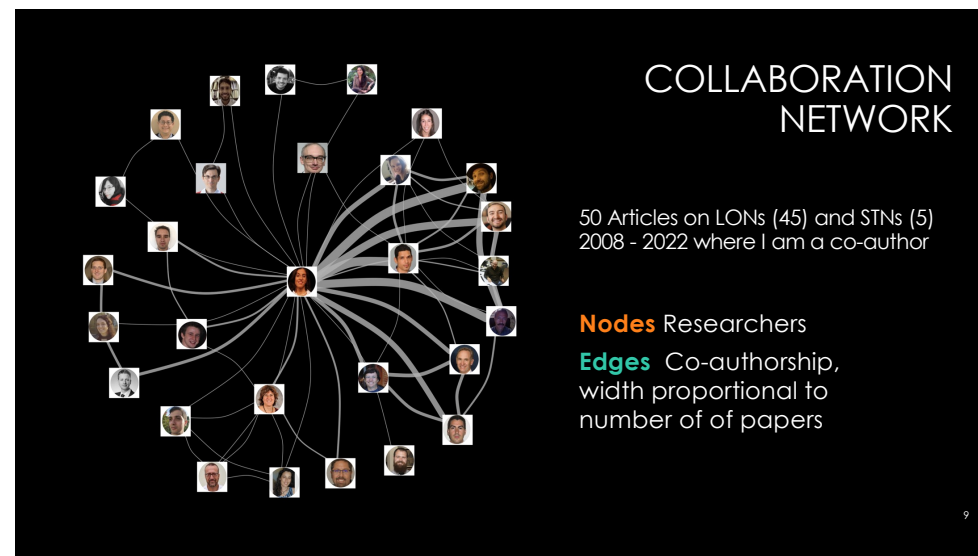 COLLABORATION
NETWORK
50 Articles on LONs (45) and STNs (5)
2008 - 2022 where I am a co-author
Nodes Researchers
Edges Co-authorship,
width proportional to
number of of papers
9